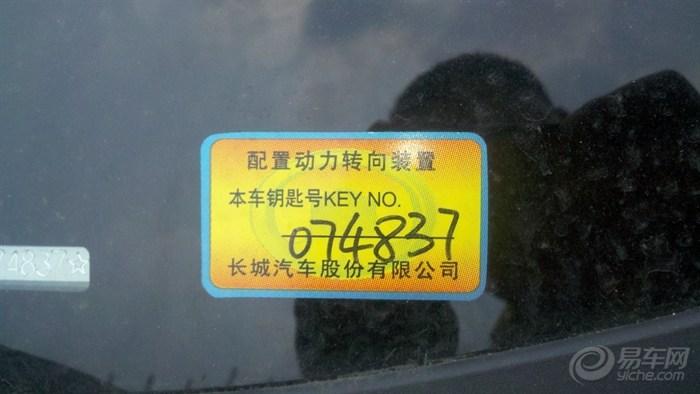 配置动力转向装置
本车钥匙号KEY NO.
074837
长城汽车股份有限公司
74837☆
易车网
yiche.com